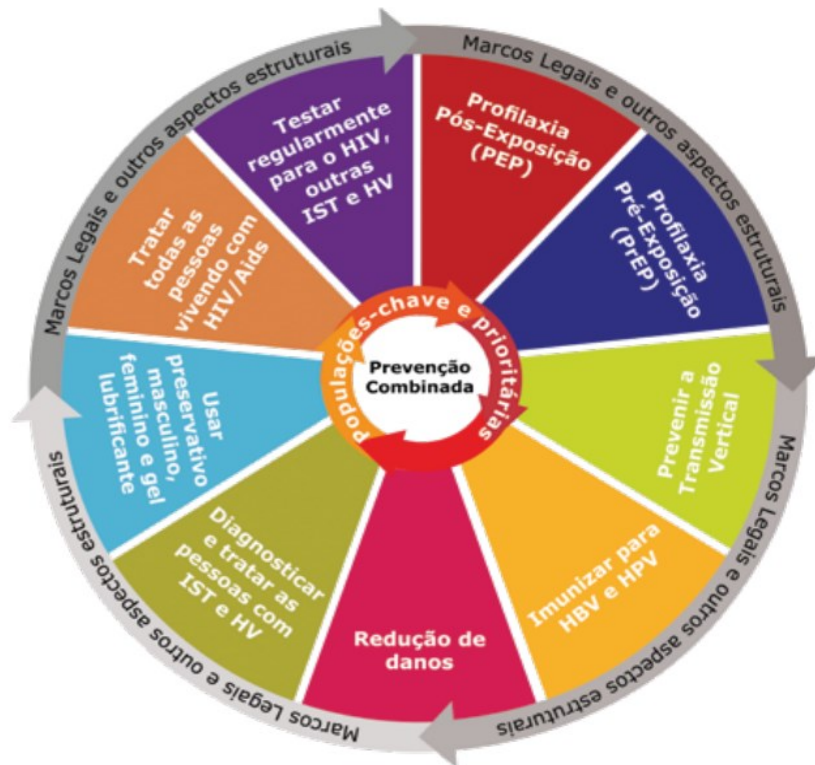 Marcos Legais e outros aspectos estruturais
Marcos Legais e outros aspectos estruturais
Testar
regularmente
para o HIV,
outras
IST e HV
Profilaxia
Pós-Exposição
(PEP)
Profilaxia
Pré-Exposição
(PrEP)
Tratar
todas as
pessoas
vivendo com
HIV/Aids
populações-chave e prioritárias
Prevenção
Combinada
Prevenir a
Transmissão
Vertical
Usar
preservativo
masculino,
feminino e gel
lubrificante
Diagnosticar
e tratar as
pessoas com
IST e HV
Redução de
danos
Imunizar para
HBV e HPV
Marcos Legais e outros aspectos estruturais
Marcos Legais e outros aspectos estruturais